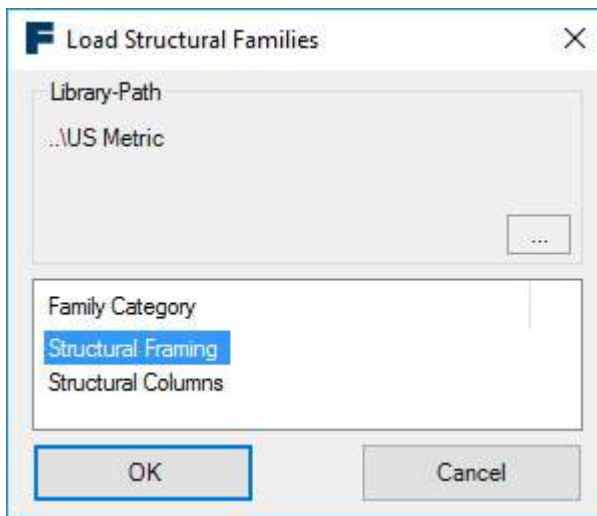 Load Structural Families
Library-Path
..\US Metric
...
Family Category
Structural Framing
Structural Columns
OK
Cancel